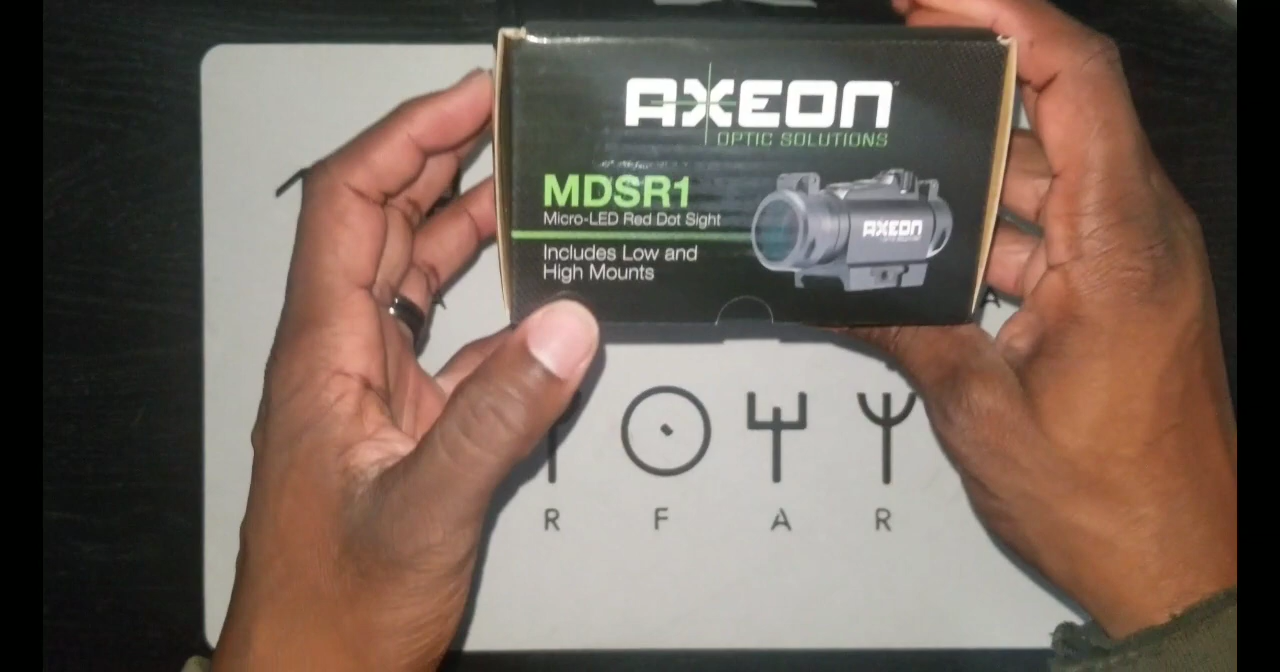 AXEON
OPTIC SOLUTIONS
MDSR1
Micro-LED Red Dot Sight
Includes Low and
High Mounts
AXEON
R F A R